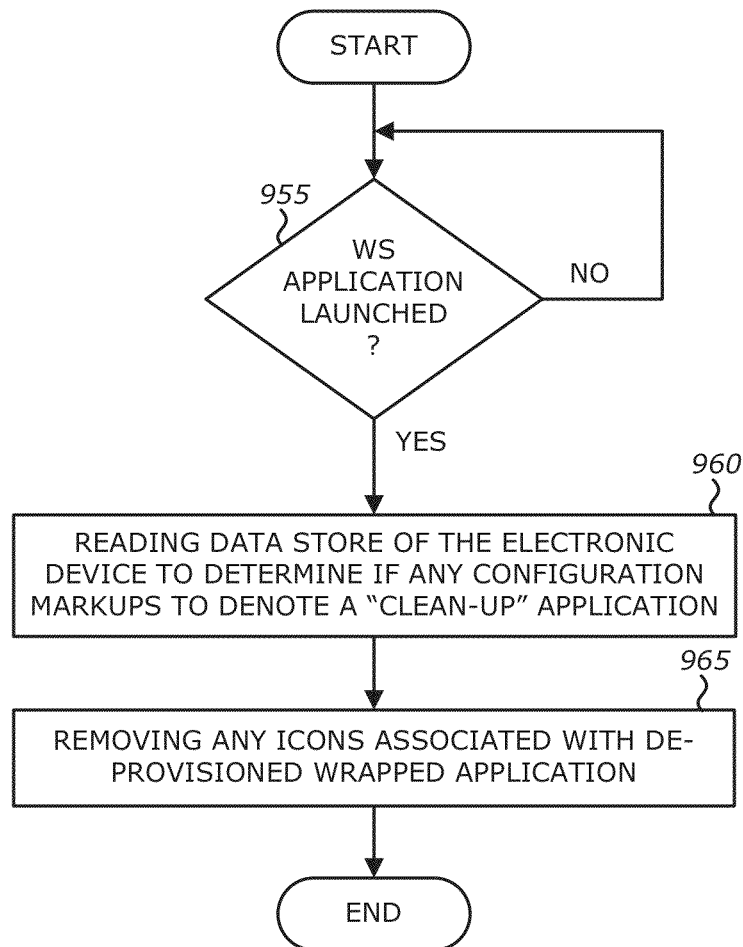 START
955
WS
APPLICATION
LAUNCHED
?
NO
YES
960
READING DATA STORE OF THE ELECTRONIC
DEVICE TO DETERMINE IF ANY CONFIGURATION
MARKUPS TO DENOTE A “CLEAN-UP” APPLICATION
965
REMOVING ANY ICONS ASSOCIATED WITH DE-
PROVISIONED WRAPPED APPLICATION
END